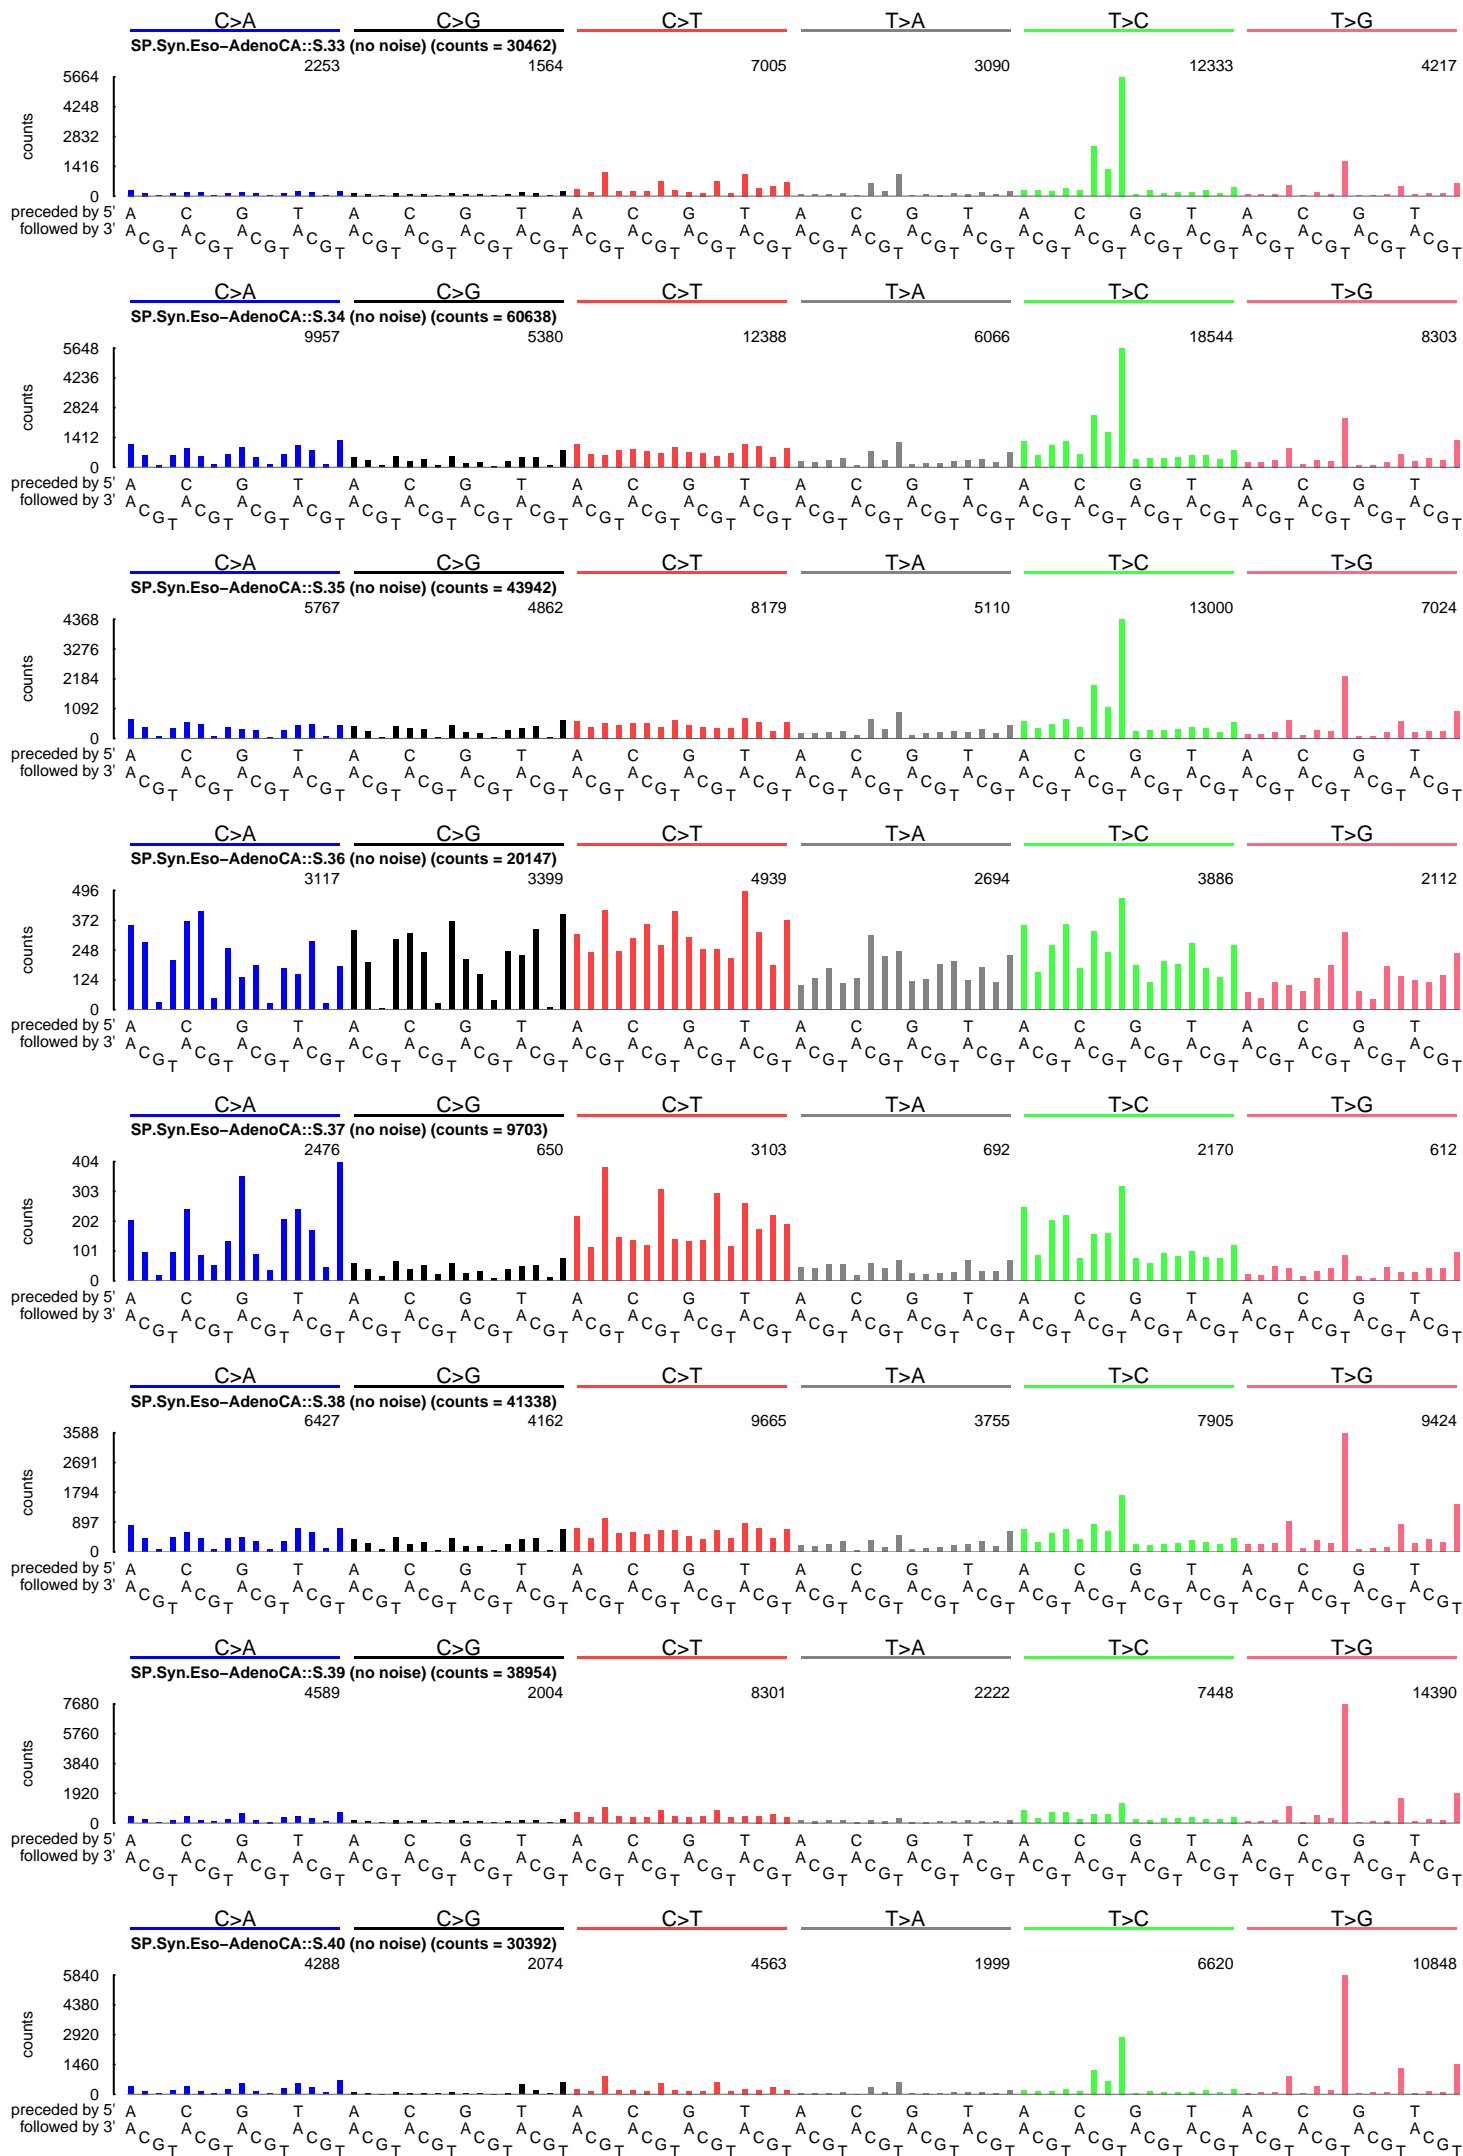 C>A C>G C>T T>A T>C T>G
SP.Syn.Eso−AdenoCA::S.33 (no noise) (counts = 30462)
2253 1564 7005 3090 12333 4217
5664
4248
2832
1416
0
counts
preceded by 5' A C G T A C G T A C G T A C G T A C G T A C G T
followed by 3' A C G T A C G T A C G T A C G T A C G T A C G T A C G T A C G T A C G T A C G T A C G T A C G T A C G T A C G T A C G T A C G T A C G T A C G T A C G T A C G T A C G T A C G T A C G T A C G T
C>A C>G C>T T>A T>C T>G
SP.Syn.Eso−AdenoCA::S.34 (no noise) (counts = 60638)
9957 5380 12388 6066 18544 8303
5648
4236
2824
1412
0
counts
preceded by 5' A C G T A C G T A C G T A C G T A C G T A C G T
followed by 3' A C G T A C G T A C G T A C G T A C G T A C G T A C G T A C G T A C G T A C G T A C G T A C G T A C G T A C G T A C G T A C G T A C G T A C G T A C G T A C G T A C G T A C G T A C G T A C G T
C>A C>G C>T T>A T>C T>G
SP.Syn.Eso−AdenoCA::S.35 (no noise) (counts = 43942)
5767 4862 8179 5110 13000 7024
4368
3276
2184
1092
0
counts
preceded by 5' A C G T A C G T A C G T A C G T A C G T A C G T
followed by 3' A C G T A C G T A C G T A C G T A C G T A C G T A C G T A C G T A C G T A C G T A C G T A C G T A C G T A C G T A C G T A C G T A C G T A C G T A C G T A C G T A C G T A C G T A C G T A C G T
C>A C>G C>T T>A T>C T>G
SP.Syn.Eso−AdenoCA::S.36 (no noise) (counts = 20147)
3117 3399 4939 2694 3886 2112
496
372
248
124
0
counts
preceded by 5' A C G T A C G T A C G T A C G T A C G T A C G T
followed by 3' A C G T A C G T A C G T A C G T A C G T A C G T A C G T A C G T A C G T A C G T A C G T A C G T A C G T A C G T A C G T A C G T A C G T A C G T A C G T A C G T A C G T A C G T A C G T A C G T
C>A C>G C>T T>A T>C T>G
SP.Syn.Eso−AdenoCA::S.37 (no noise) (counts = 9703)
2476 650 3103 692 2170 612
404
303
202
101
0
counts
preceded by 5' A C G T A C G T A C G T A C G T A C G T A C G T
followed by 3' A C G T A C G T A C G T A C G T A C G T A C G T A C G T A C G T A C G T A C G T A C G T A C G T A C G T A C G T A C G T A C G T A C G T A C G T A C G T A C G T A C G T A C G T A C G T A C G T
C>A C>G C>T T>A T>C T>G
SP.Syn.Eso−AdenoCA::S.38 (no noise) (counts = 41338)
6427 4162 9665 3755 7905 9424
3588
2691
1794
897
0
counts
preceded by 5' A C G T A C G T A C G T A C G T A C G T A C G T
followed by 3' A C G T A C G T A C G T A C G T A C G T A C G T A C G T A C G T A C G T A C G T A C G T A C G T A C G T A C G T A C G T A C G T A C G T A C G T A C G T A C G T A C G T A C G T A C G T A C G T
C>A C>G C>T T>A T>C T>G
SP.Syn.Eso−AdenoCA::S.39 (no noise) (counts = 38954)
4589 2004 8301 2222 7448 14390
7680
5760
3840
1920
0
counts
preceded by 5' A C G T A C G T A C G T A C G T A C G T A C G T
followed by 3' A C G T A C G T A C G T A C G T A C G T A C G T A C G T A C G T A C G T A C G T A C G T A C G T A C G T A C G T A C G T A C G T A C G T A C G T A C G T A C G T A C G T A C G T A C G T A C G T
C>A C>G C>T T>A T>C T>G
SP.Syn.Eso−AdenoCA::S.40 (no noise) (counts = 30392)
4288 2074 4563 1999 6620 10848
5840
4380
2920
1460
0
counts
preceded by 5' A C G T A C G T A C G T A C G T A C G T A C G T
followed by 3' A C G T A C G T A C G T A C G T A C G T A C G T A C G T A C G T A C G T A C G T A C G T A C G T A C G T A C G T A C G T A C G T A C G T A C G T A C G T A C G T A C G T A C G T A C G T A C G T